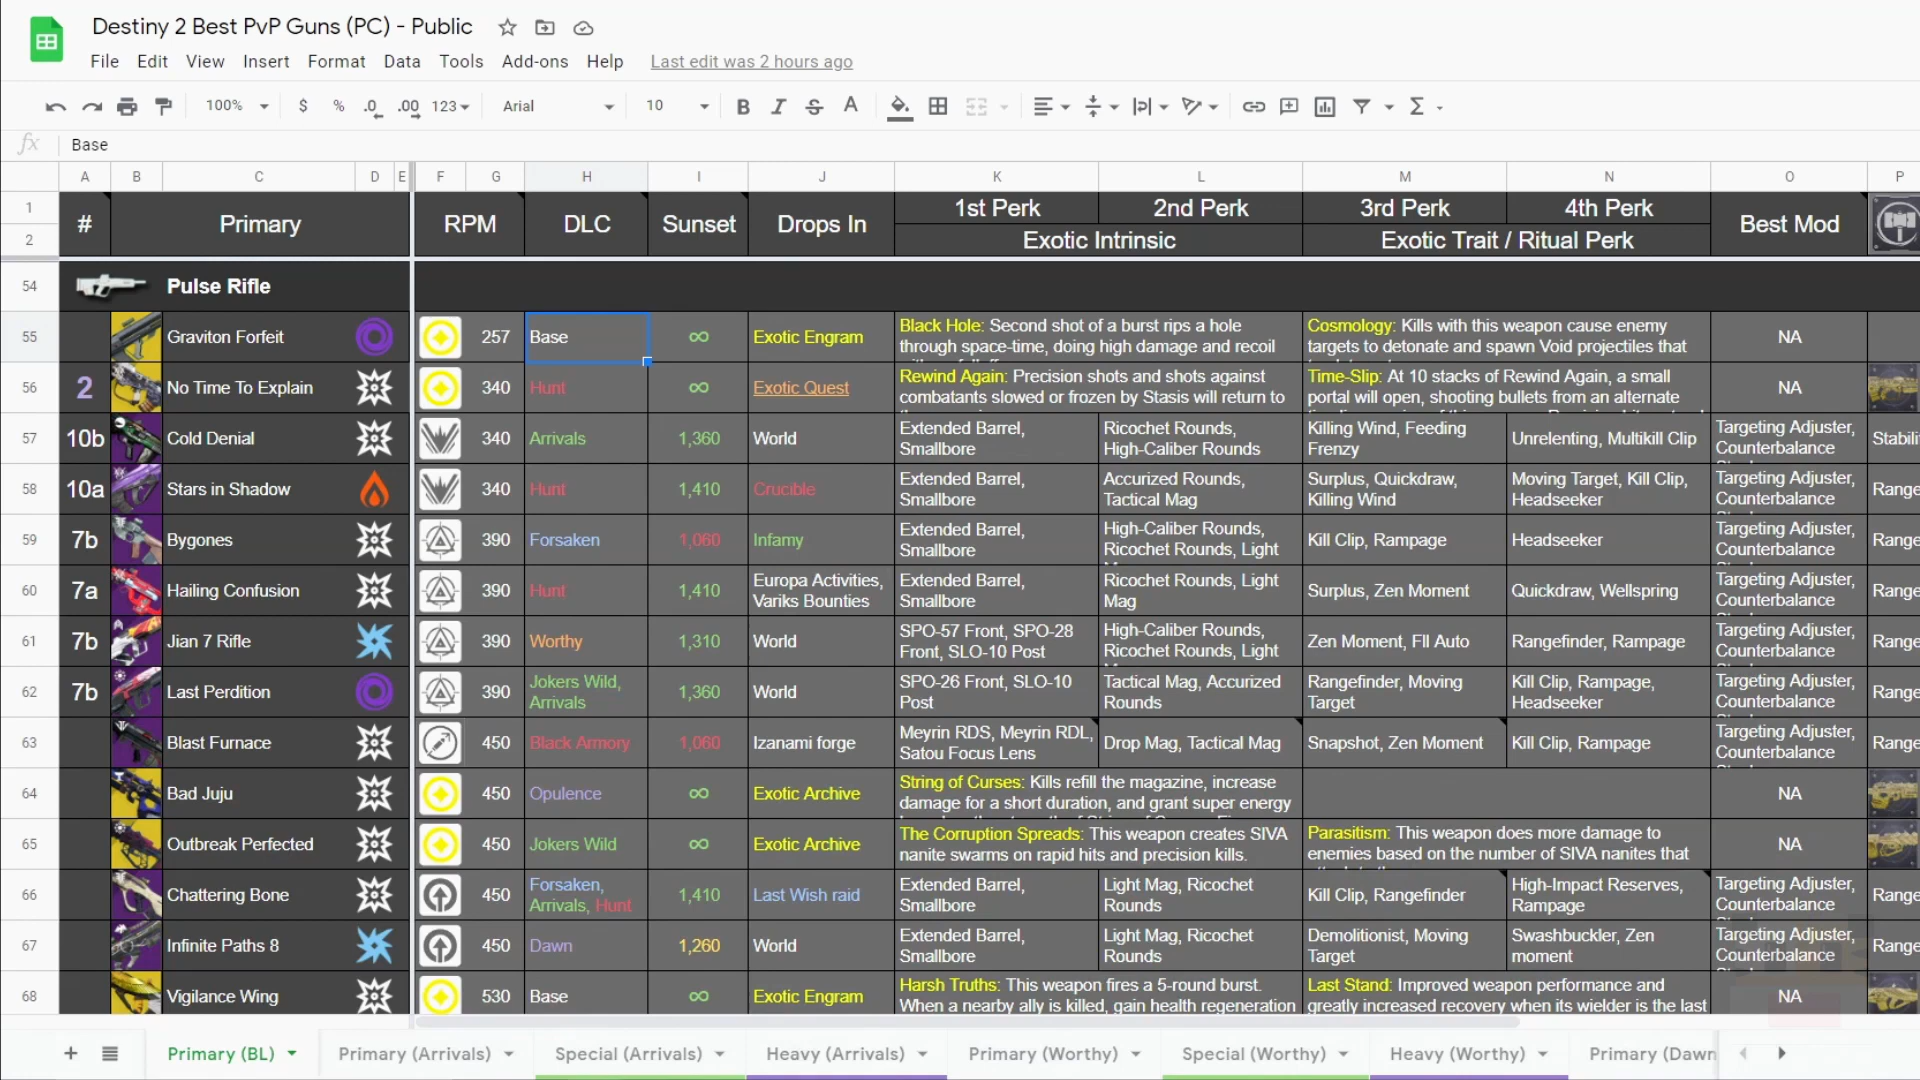 Destiny 2 Best PvP Guns (PC) - Public
File Edit View Insert Format Data Tools Add-ons Help Last edit was 2 hours ago
100% $ % .0 .00 123 Arial 10 B I S A
fx Base
A B C D E F G H I J K L M N O P
1 # Primary RPM DLC Sunset Drops In 1st Perk 2nd Perk 3rd Perk 4th Perk Best Mod
2 Exotic Intrinsic Exotic Trait / Ritual Perk
54 Pulse Rifle
55 Graviton Forfeit 257 Base ∞ Exotic Engram Black Hole: Second shot of a burst rips a hole Cosmology: Kills with this weapon cause enemy NA
through space-time, doing high damage and recoil targets to detonate and spawn Void projectiles that
56 2 No Time To Explain 340 Hunt ∞ Exotic Quest Rewind Again: Precision shots and shots against Time-Slip: At 10 stacks of Rewind Again, a small NA
combatants slowed or frozen by Stasis will return to portal will open, shooting bullets from an alternate
57 10b Cold Denial 340 Arrivals 1,360 World Extended Barrel, Ricochet Rounds, Killing Wind, Feeding Unrelenting, Multikill Clip Targeting Adjuster, Stabili
Smallbore High-Caliber Rounds Frenzy Counterbalance
58 10a Stars in Shadow 340 Hunt 1,410 Crucible Extended Barrel, Accurized Rounds, Surplus, Quickdraw, Moving Target, Kill Clip, Targeting Adjuster, Range
Smallbore Tactical Mag Killing Wind Headseeker Counterbalance
59 7b Bygones 390 Forsaken 1,060 Infamy Extended Barrel, High-Caliber Rounds, Kill Clip, Rampage Headseeker Targeting Adjuster, Range
Smallbore Ricochet Rounds, Light Counterbalance
60 7a Hailing Confusion 390 Hunt 1,410 Europa Activities, Extended Barrel, Ricochet Rounds, Light Surplus, Zen Moment Quickdraw, Wellspring Targeting Adjuster, Range
Variks Bounties Smallbore Mag Counterbalance
61 7b Jian 7 Rifle 390 Worthy 1,310 World SPO-57 Front, SPO-28 High-Caliber Rounds, Zen Moment, Fll Auto Rangefinder, Rampage Targeting Adjuster, Range
Front, SLO-10 Post Ricochet Rounds, Light Counterbalance
62 7b Last Perdition 390 Jokers Wild, 1,360 World SPO-26 Front, SLO-10 Tactical Mag, Accurized Rangefinder, Moving Kill Clip, Rampage, Targeting Adjuster, Range
Arrivals Post Rounds Target Headseeker Counterbalance
63 Blast Furnace 450 Black Armory 1,060 Izanami forge Meyrin RDS, Meyrin RDL, Drop Mag, Tactical Mag Snapshot, Zen Moment Kill Clip, Rampage Targeting Adjuster, Range
Satou Focus Lens Counterbalance
64 Bad Juju 450 Opulence ∞ Exotic Archive String of Curses: Kills refill the magazine, increase NA
damage for a short duration, and grant super energy
65 Outbreak Perfected 450 Jokers Wild ∞ Exotic Archive The Corruption Spreads: This weapon creates SIVA Parasitism: This weapon does more damage to NA
nanite swarms on rapid hits and precision kills. enemies based on the number of SIVA nanites that
66 Chattering Bone 450 Forsaken, 1,410 Last Wish raid Extended Barrel, Light Mag, Ricochet Kill Clip, Rangefinder High-Impact Reserves, Targeting Adjuster, Range
Arrivals, Hunt Smallbore Rounds Rampage Counterbalance
67 Infinite Paths 8 450 Dawn 1,260 World Extended Barrel, Light Mag, Ricochet Demolitionist, Moving Swashbuckler, Zen Targeting Adjuster, Range
Smallbore Rounds Target moment Counterbalance
68 Vigilance Wing 530 Base ∞ Exotic Engram Harsh Truths: This weapon fires a 5-round burst. Last Stand: Improved weapon performance and NA
When a nearby ally is killed, gain health regeneration greatly increased recovery when its wielder is the last
Primary (BL) Primary (Arrivals) Special (Arrivals) Heavy (Arrivals) Primary (Worthy) Special (Worthy) Heavy (Worthy) Primary (Dawn